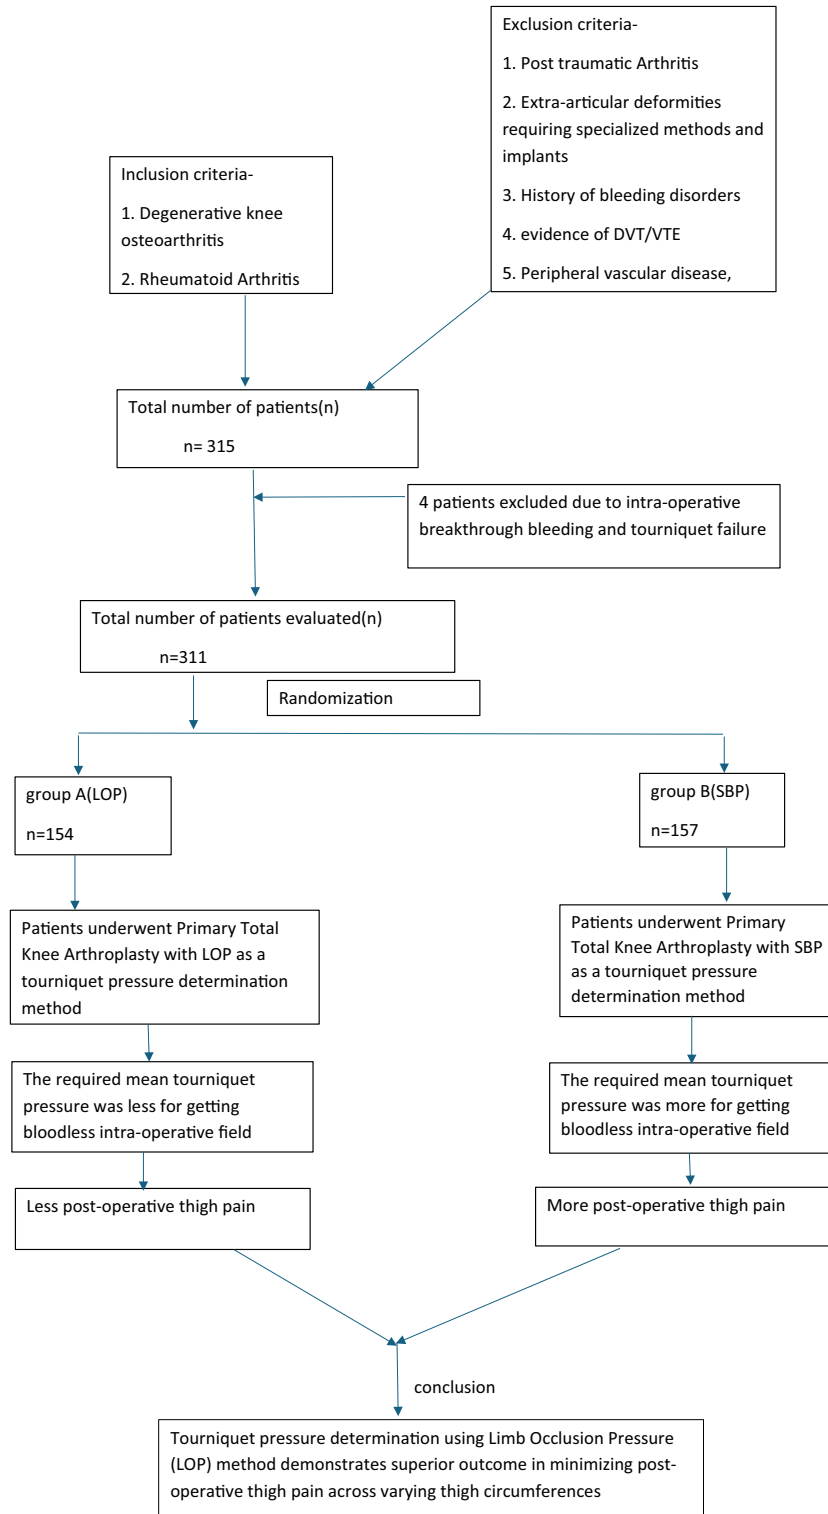 Exclusion criteria-
1. Post traumatic Arthritis
2. Extra-articular deformities
requiring specialized methods and
implants
3. History of bleeding disorders
4. evidence of DVT/VTE
5. Peripheral vascular disease,
Inclusion criteria-
1. Degenerative knee
osteoarthritis
2. Rheumatoid Arthritis
Total number of patients(n)
n= 315
4 patients excluded due to intra-operative
breakthrough bleeding and tourniquet failure
Total number of patients evaluated(n)
n=311
Randomization
group A(LOP)
n=154
group B(SBP)
n=157
Patients underwent Primary Total
Knee Arthroplasty with LOP as a
tourniquet pressure determination
method
Patients underwent Primary
Total Knee Arthroplasty with SBP
as a tourniquet pressure
determination method
The required mean tourniquet
pressure was less for getting
bloodless intra-operative field
The required mean tourniquet
pressure was more for getting
bloodless intra-operative field
Less post-operative thigh pain
More post-operative thigh pain
conclusion
Tourniquet pressure determination using Limb Occlusion Pressure
(LOP) method demonstrates superior outcome in minimizing post-
operative thigh pain across varying thigh circumferences